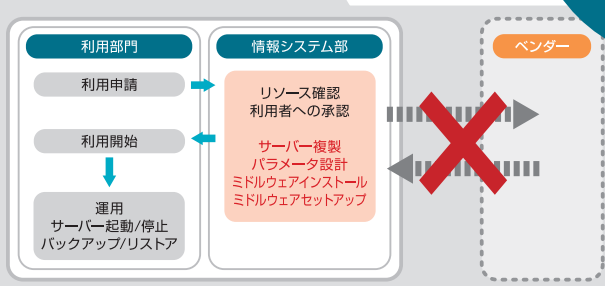 利用部門
利用申請
利用開始
運用
サーバー起動/停止
バックアップ/リストア
情報システム部
リソース確認
利用者への承認
サーバー複製
パラメータ設計
ミドルウェアインストール
ミドルウェアセットアップ
ベンダー